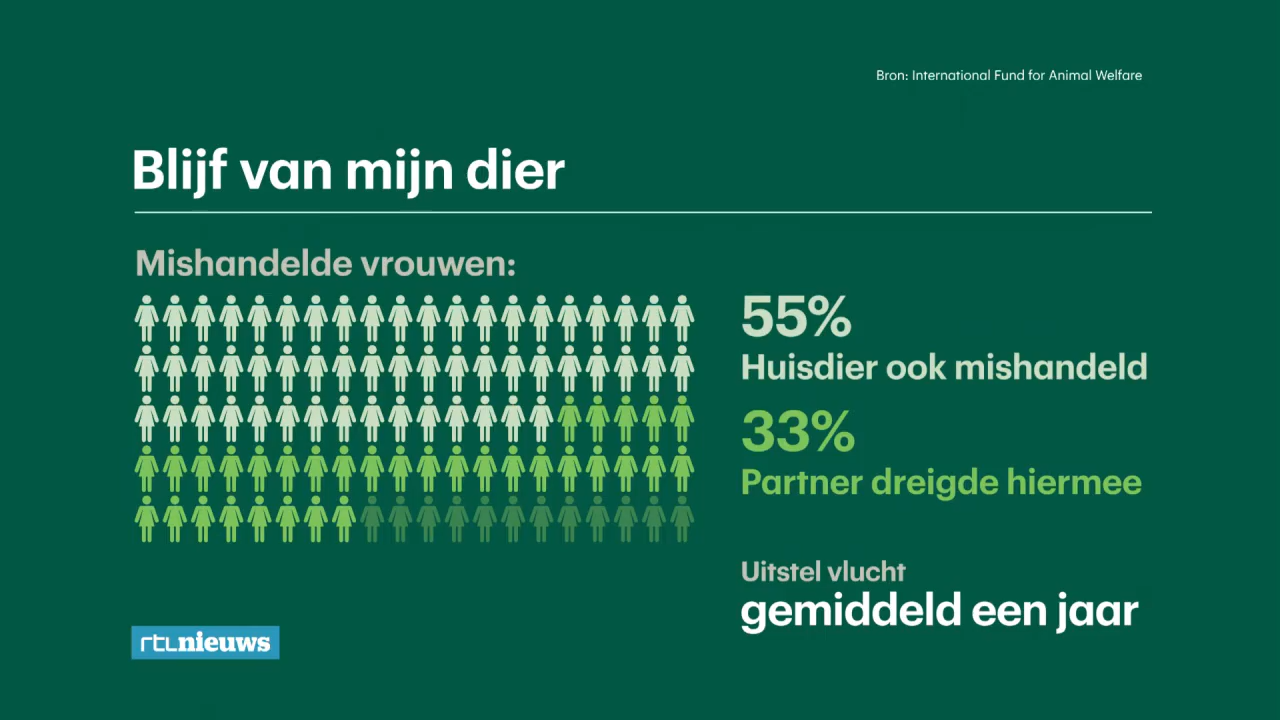 Bron: International Fund for Animal Welfare
Blijf van mijn dier
Mishandelde vrouwen:
55%
Huisdier ook mishandeld
33%
Partner dreigde hiermee
Uitstel vlucht
gemiddeld een jaar
rtlnieuws